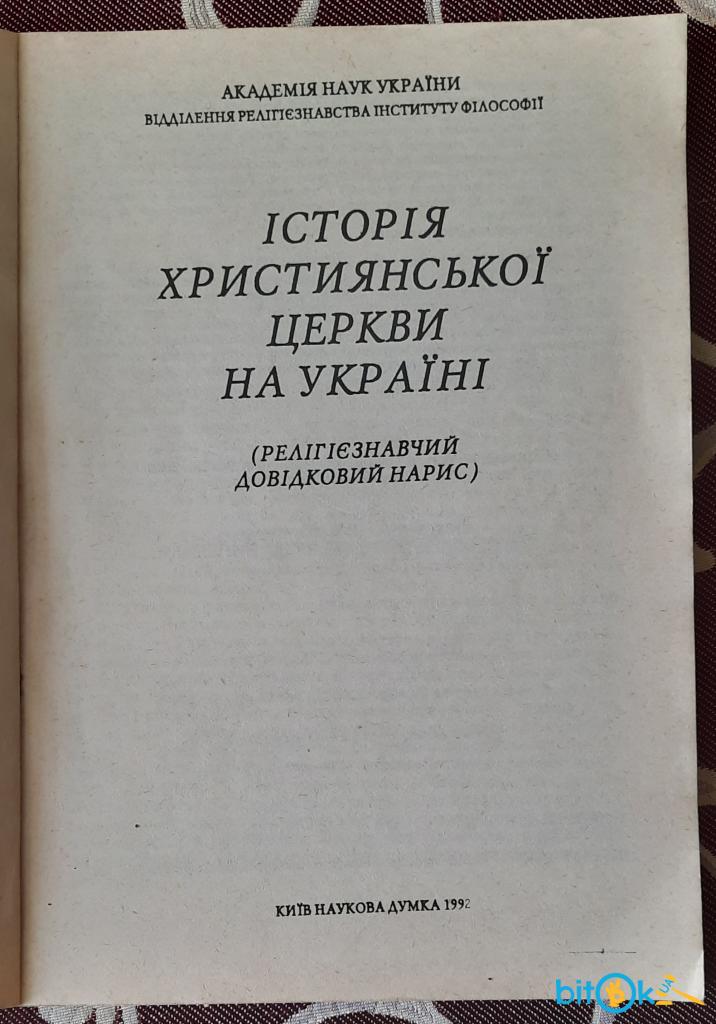 АКАДЕМІЯ НАУК УКРАЇНИ
ВІДДІЛЕННЯ РЕЛІГІЄЗНАВСТВА ІНСТИТУТУ ФІЛОСОФІЇ
ІСТОРІЯ
ХРИСТИЯНСЬКОЇ
ЦЕРКВИ
НА УКРАЇНІ
(РЕЛІГІЄЗНАВЧИЙ
ДОВІДКОВИЙ НАРИС)
КИЇВ НАУКОВА ДУМКА 1992
bitok UA